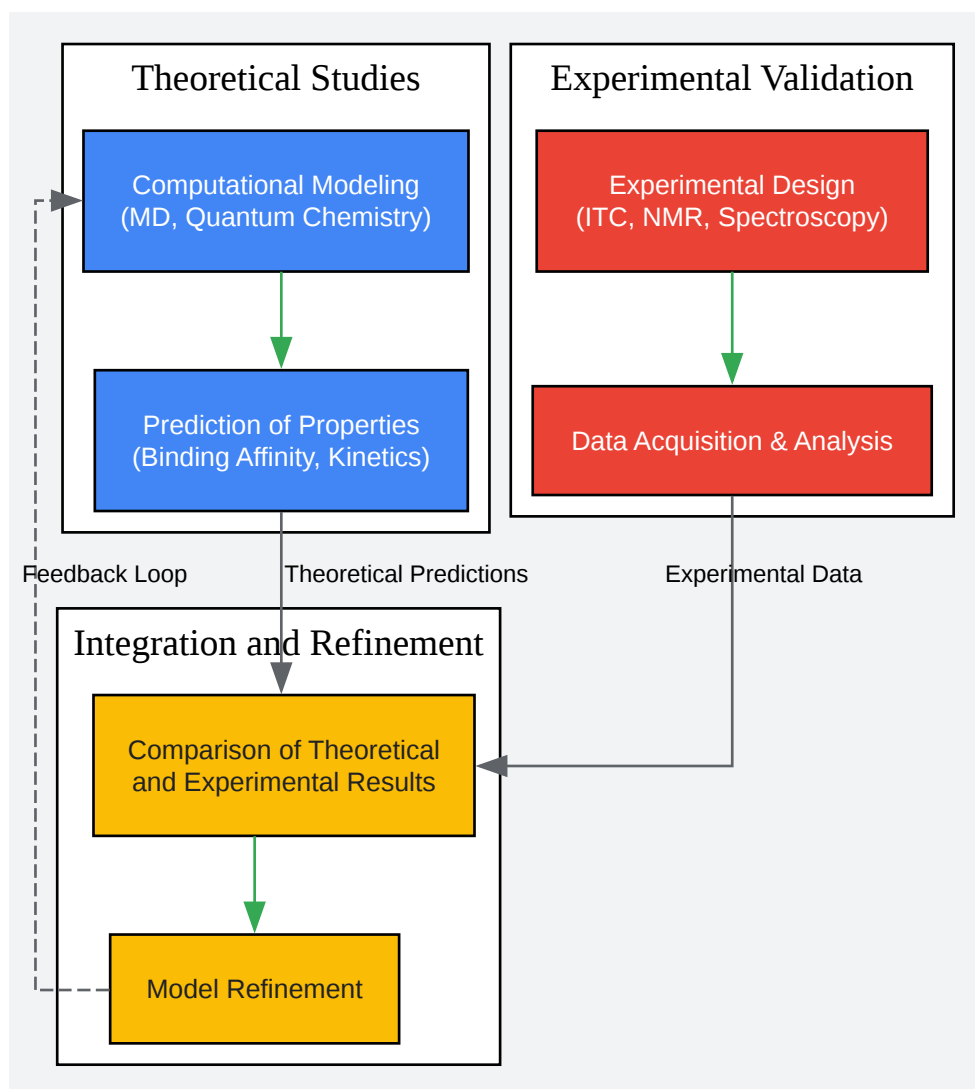 Theoretical Studies
Computational Modeling
(MD, Quantum Chemistry)
Prediction of Properties
(Binding Affinity, Kinetics)
Experimental Validation
Experimental Design
(ITC, NMR, Spectroscopy)
Data Acquisition & Analysis
Feedback Loop
Theoretical Predictions
Experimental Data
Integration and Refinement
Comparison of Theoretical
and Experimental Results
Model Refinement